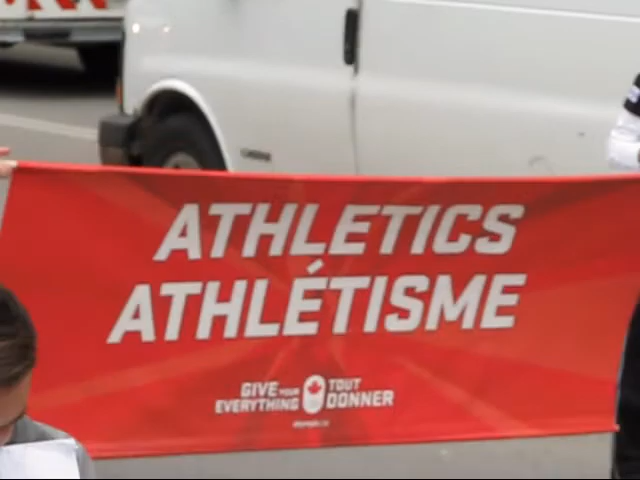 ATHLETICS
ATHLÉTISME
GIVE YOUR EVERYTHING
TOUT DONNER